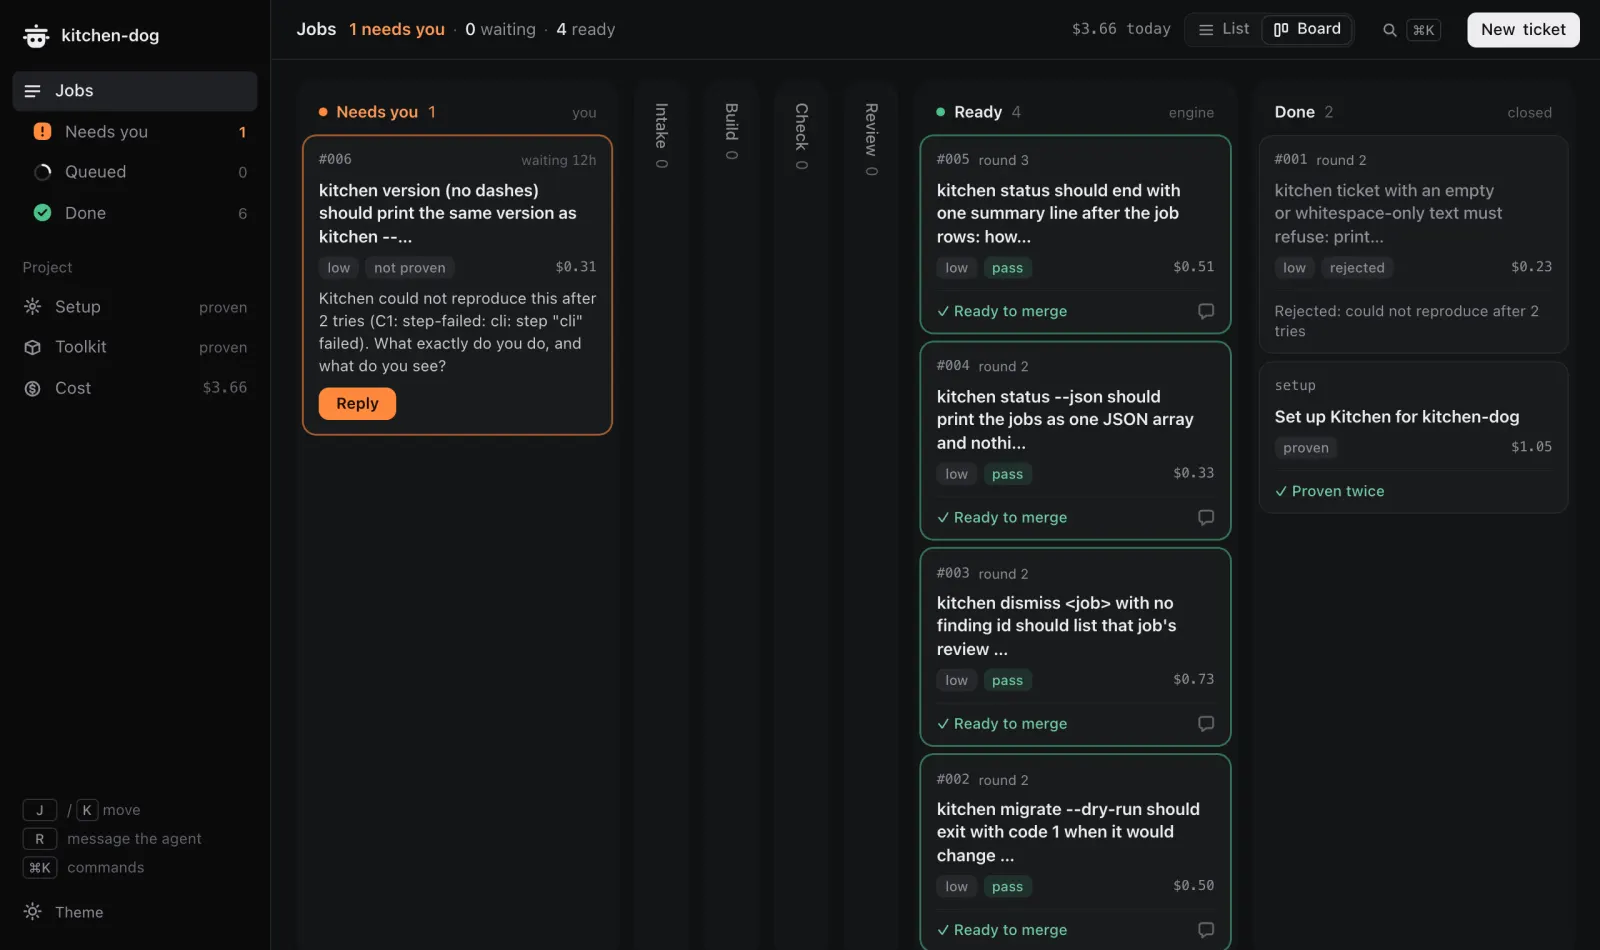 kitchen-dog
Jobs
Needs you 1
Queued 0
Done 6
Project
Setup proven
Toolkit proven
Cost $3.66
J / K move
R message the agent
⌘K commands
Theme
Jobs 1 needs you · 0 waiting · 4 ready
$3.66 today
List
Board
⌘K
New ticket
Needs you 1 you
#006 waiting 12h
kitchen version (no dashes)
should print the same version as
kitchen --...
low not proven $0.31
Kitchen could not reproduce this after
2 tries (C1: step-failed: cli: step "cli"
failed). What exactly do you do, and
what do you see?
Reply
Intake 0
Build 0
Check 0
Review 0
Ready 4 engine
#005 round 3
kitchen status should end with
one summary line after the job
rows: how...
low pass $0.51
✓ Ready to merge
#004 round 2
kitchen status --json should
print the jobs as one JSON array
and nothi...
low pass $0.33
✓ Ready to merge
#003 round 2
kitchen dismiss <job> with no
finding id should list that job's
review ...
low pass $0.73
✓ Ready to merge
#002 round 2
kitchen migrate --dry-run should
exit with code 1 when it would
change ...
low pass $0.50
✓ Ready to merge
Done 2 closed
#001 round 2
kitchen ticket with an empty
or whitespace-only text must
refuse: print...
low rejected $0.23
Rejected: could not reproduce after 2
tries
setup
Set up Kitchen for kitchen-dog
proven $1.05
✓ Proven twice